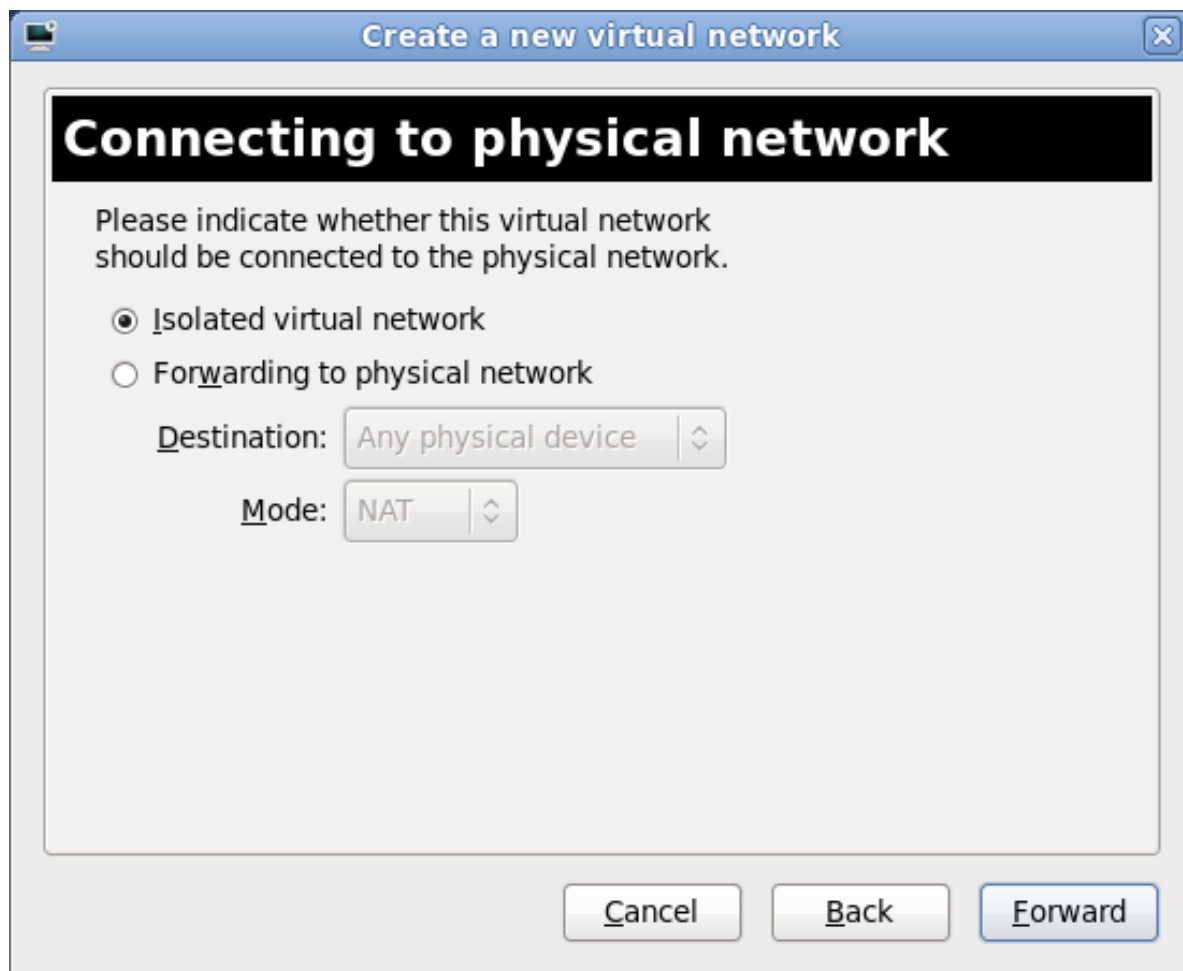 Create a new virtual network
Connecting to physical network
Please indicate whether this virtual network
should be connected to the physical network.
Isolated virtual network
Forwarding to physical network
Destination: Any physical device
Mode: NAT
Cancel Back Forward